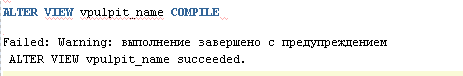 ALTER VIEW vpulpit_name COMPILE
Failed: Warning: выполнение завершено с предупреждением
ALTER VIEW vpulpit_name succeeded.